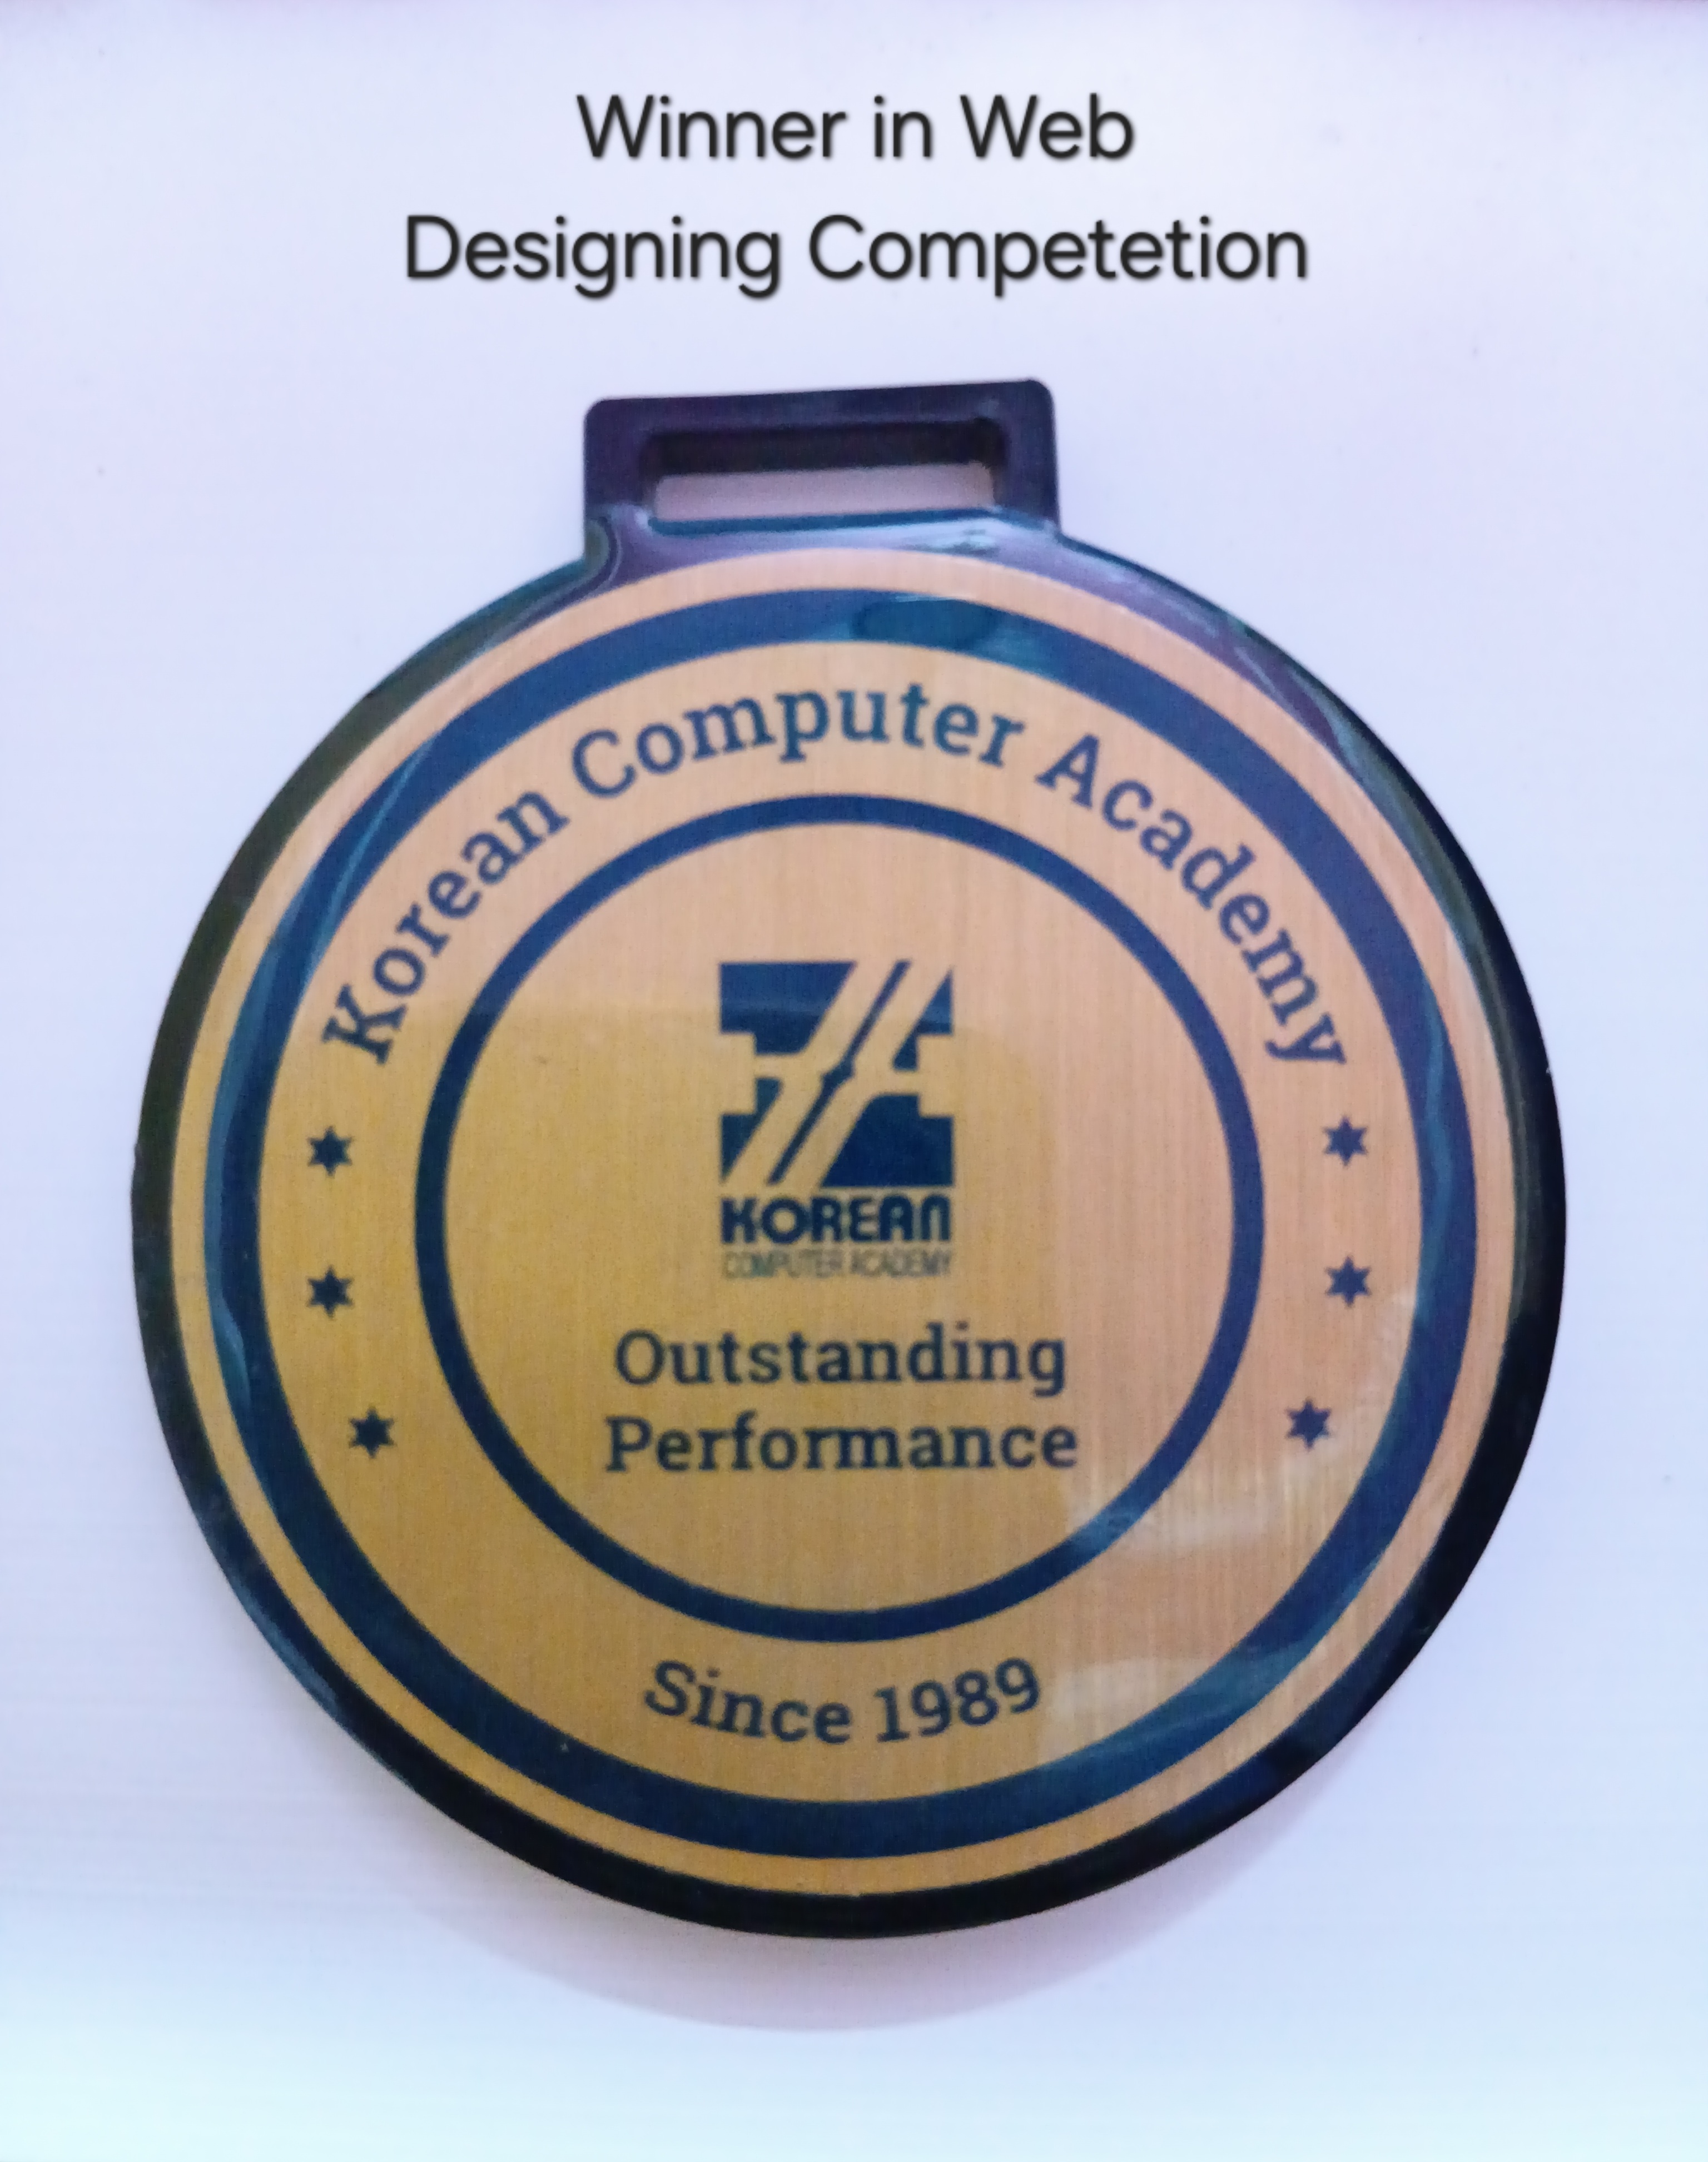 Winner in Web
Designing Competetion
Korean Computer Academy
KOREAN
COMPUTER ACADEMY
Outstanding
Performance
Since 1989